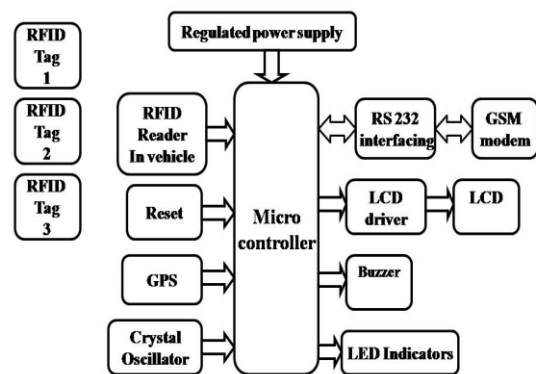 Regulated power supply
RFID
Tag
1
RFID
Tag
2
RFID
Tag
3
RFID
Reader
In vehicle
Reset
GPS
Crystal
Oscillator
Micro
controller
RS 232
interfacing
GSM
modem
LCD
driver
LCD
Buzzer
LED Indicators